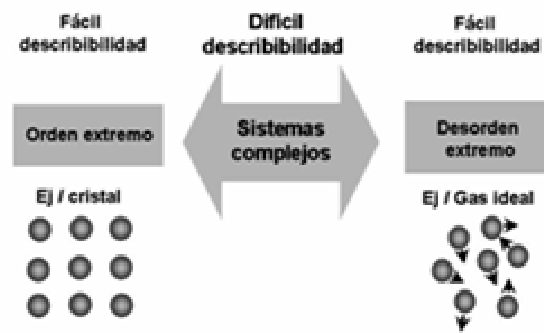 Fácil
describibilidad
Difícil
describibilidad
Fácil
describibilidad
Orden extremo
Sistemas
complejos
Desorden
extremo
Ej / cristal
Ej / Gas ideal